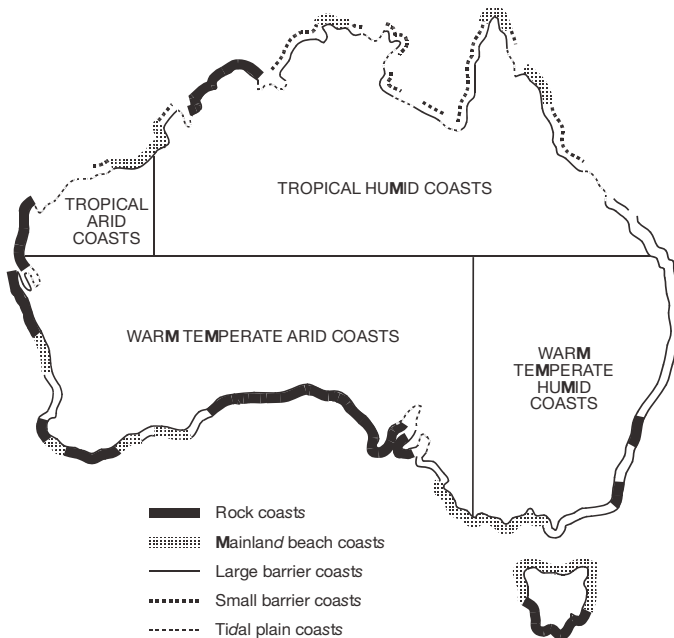 TROPICAL HUMID COASTS
TROPICAL
ARID
COASTS
WARM TEMPERATE ARID COASTS
WARM
TEMPERATE
HUMID
COASTS
Rock coasts
Mainland beach coasts
Large barrier coasts
Small barrier coasts
Tidal plain coasts